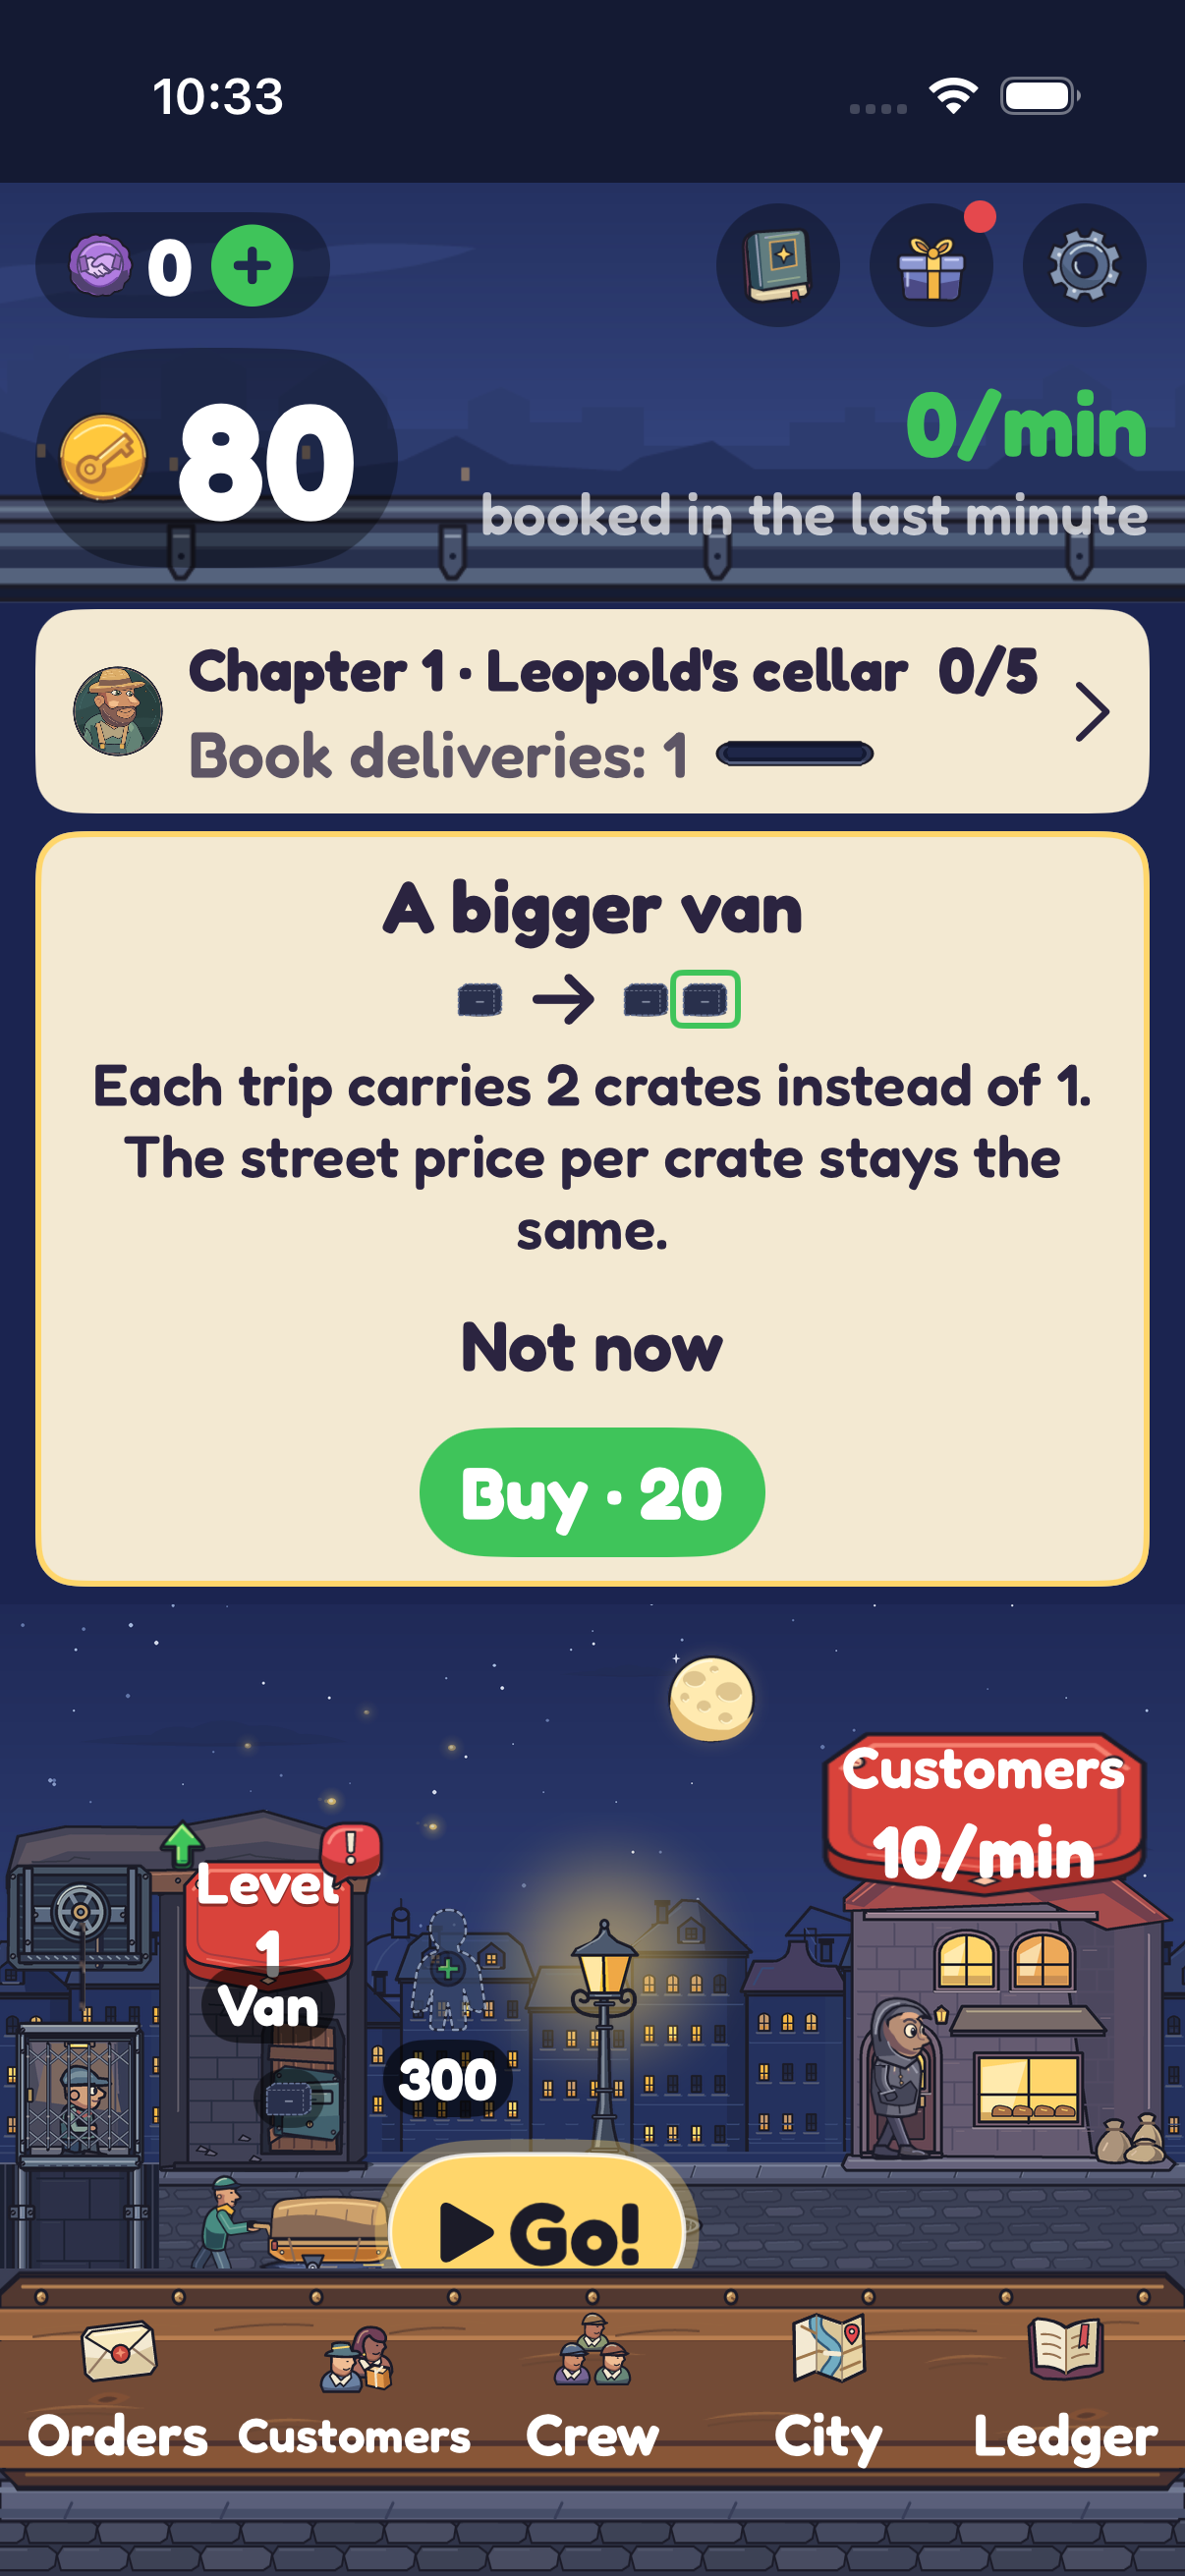 10:33
0
80
0/min
booked in the last minute
Chapter 1 · Leopold's cellar 0/5
Book deliveries: 1
A bigger van
Each trip carries 2 crates instead of 1.
The street price per crate stays the
same.
Not now
Buy · 20
Customers
10/min
!
Level
1
Van
300
Go!
Orders
Customers
Crew
City
Ledger